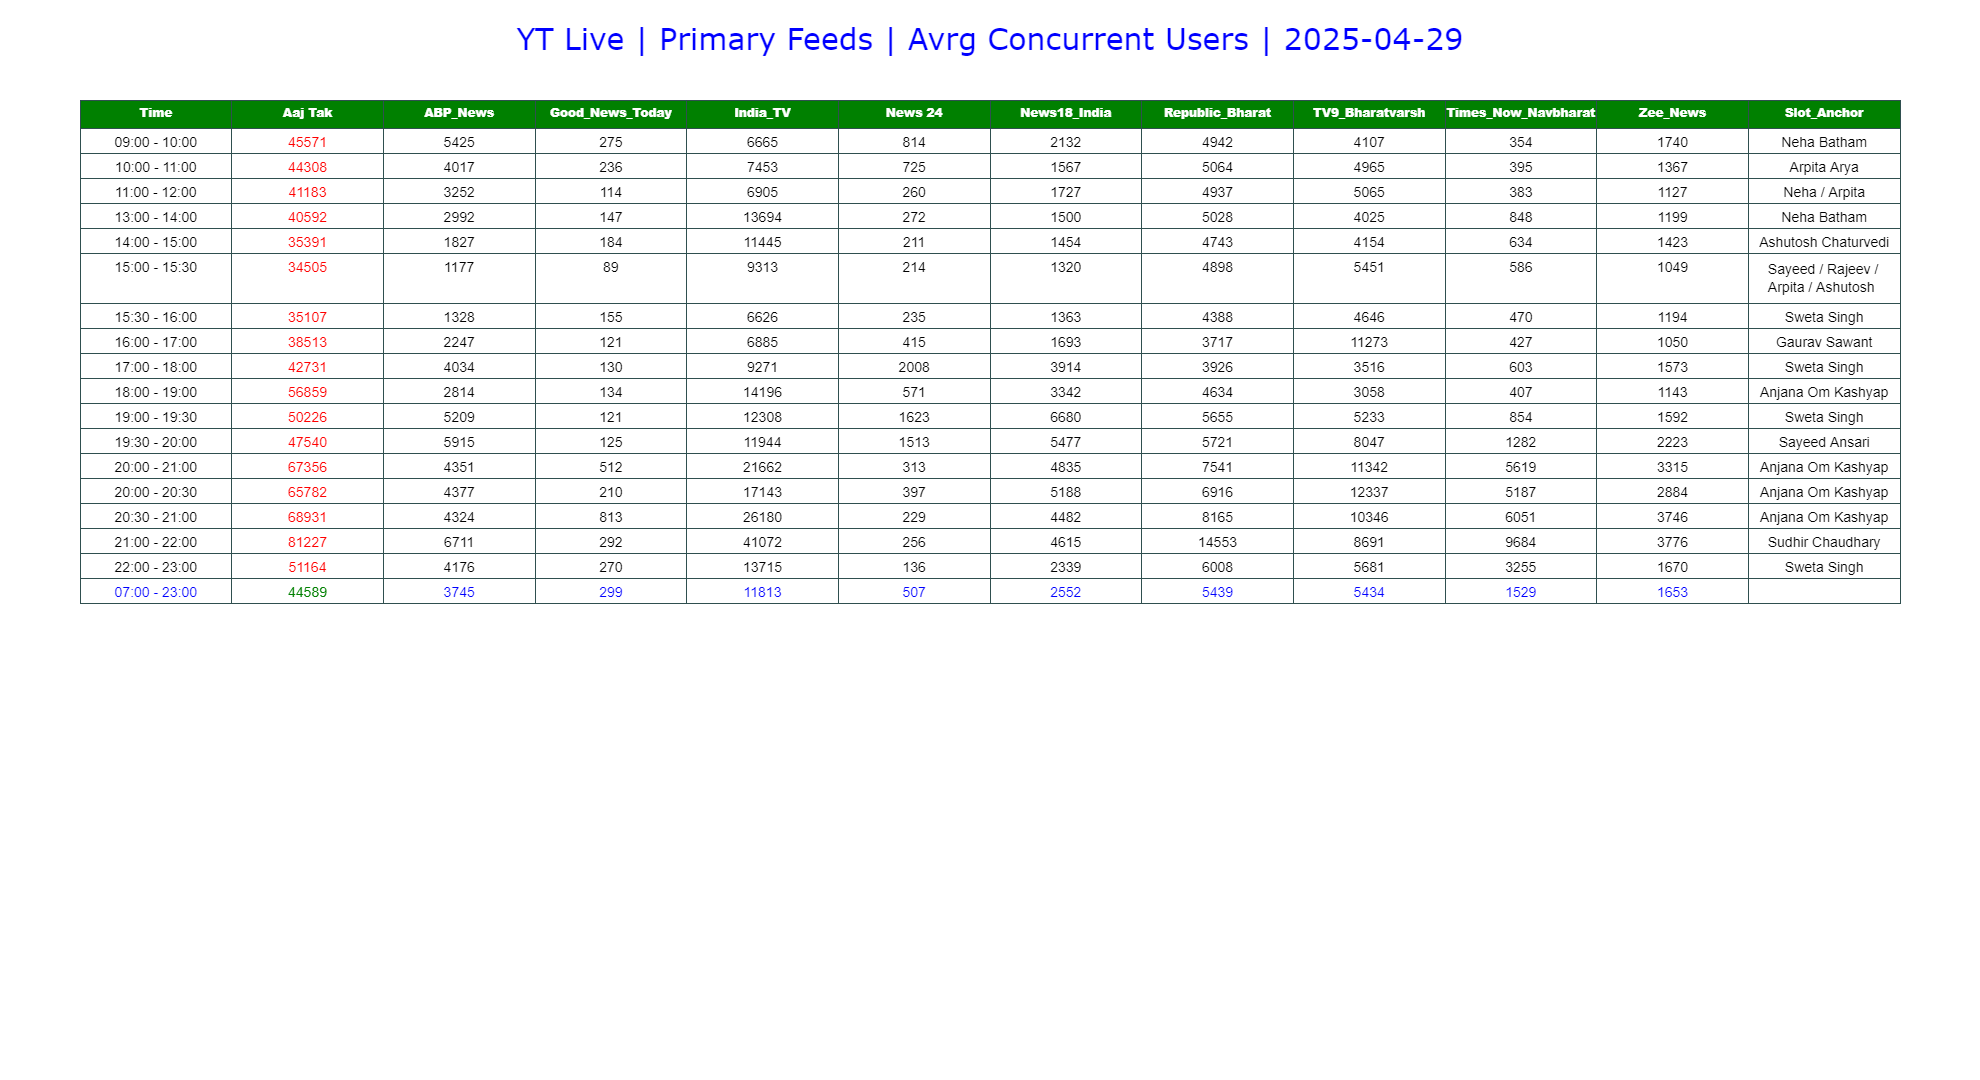 YT Live | Primary Feeds | Avrg Concurrent Users | 2025-04-29
Time Aaj Tak ABP_News Good_News_Today India_TV News 24 News18_India Republic_Bharat TV9_Bharatvarsh Times_Now_Navbharat Zee_News Slot_Anchor
09:00 - 10:00 45571 5425 275 6665 814 2132 4942 4107 354 1740 Neha Batham
10:00 - 11:00 44308 4017 236 7453 725 1567 5064 4965 395 1367 Arpita Arya
11:00 - 12:00 41183 3252 114 6905 260 1727 4937 5065 383 1127 Neha / Arpita
13:00 - 14:00 40592 2992 147 13694 272 1500 5028 4025 848 1199 Neha Batham
14:00 - 15:00 35391 1827 184 11445 211 1454 4743 4154 634 1423 Ashutosh Chaturvedi
15:00 - 15:30 34505 1177 89 9313 214 1320 4898 5451 586 1049 Sayeed / Rajeev /
Arpita / Ashutosh
15:30 - 16:00 35107 1328 155 6626 235 1363 4388 4646 470 1194 Sweta Singh
16:00 - 17:00 38513 2247 121 6885 415 1693 3717 11273 427 1050 Gaurav Sawant
17:00 - 18:00 42731 4034 130 9271 2008 3914 3926 3516 603 1573 Sweta Singh
18:00 - 19:00 56859 2814 134 14196 571 3342 4634 3058 407 1143 Anjana Om Kashyap
19:00 - 19:30 50226 5209 121 12308 1623 6680 5655 5233 854 1592 Sweta Singh
19:30 - 20:00 47540 5915 125 11944 1513 5477 5721 8047 1282 2223 Sayeed Ansari
20:00 - 21:00 67356 4351 512 21662 313 4835 7541 11342 5619 3315 Anjana Om Kashyap
20:00 - 20:30 65782 4377 210 17143 397 5188 6916 12337 5187 2884 Anjana Om Kashyap
20:30 - 21:00 68931 4324 813 26180 229 4482 8165 10346 6051 3746 Anjana Om Kashyap
21:00 - 22:00 81227 6711 292 41072 256 4615 14553 8691 9684 3776 Sudhir Chaudhary
22:00 - 23:00 51164 4176 270 13715 136 2339 6008 5681 3255 1670 Sweta Singh
07:00 - 23:00 44589 3745 299 11813 507 2552 5439 5434 1529 1653